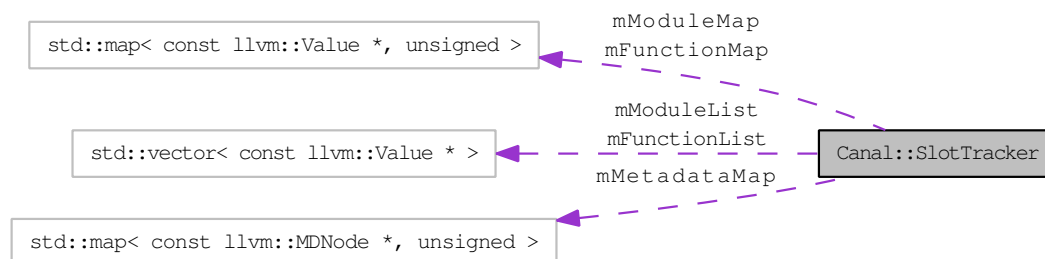 mModuleMap
mFunctionMap
std::map< const llvm::Value *, unsigned >
mModuleList
mFunctionList
std::vector< const llvm::Value * >
Canal::SlotTracker
mMetadataMap
std::map< const llvm::MDNode *, unsigned >